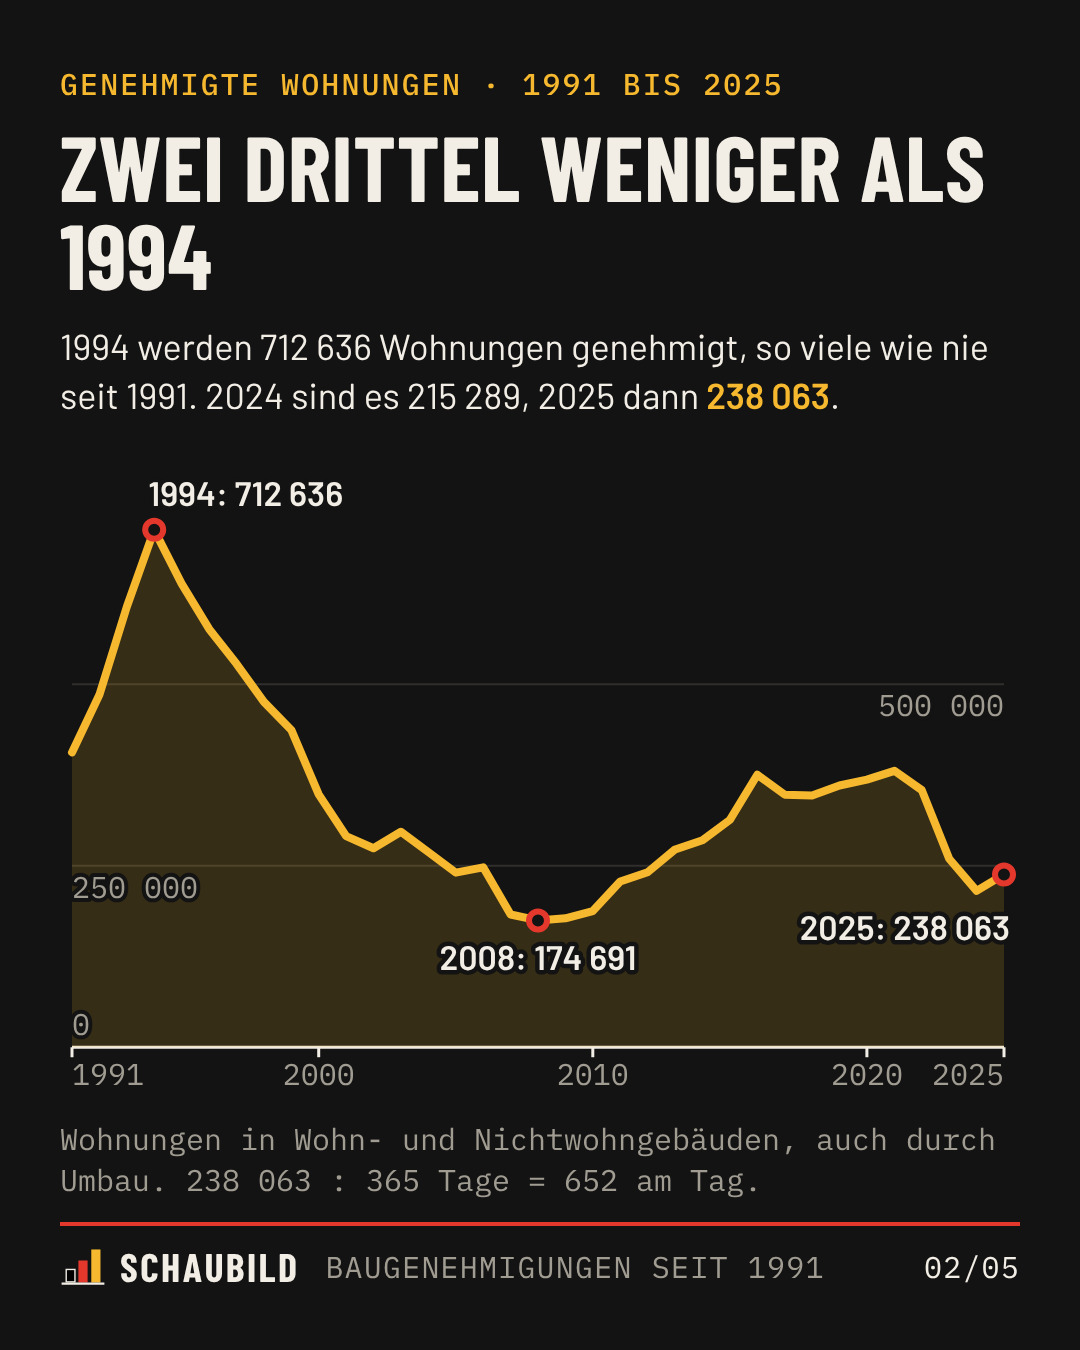 GENEHMIGTE WOHNUNGEN · 1991 BIS 2025
ZWEI DRITTEL WENIGER ALS
1994
1994 werden 712 636 Wohnungen genehmigt, so viele wie nie
seit 1991. 2024 sind es 215 289, 2025 dann 238 063.
1994: 712 636
500 000
250 000
2025: 238 063
2008: 174 691
0
1991 2000 2010 2020 2025
Wohnungen in Wohn- und Nichtwohngebäuden, auch durch
Umbau. 238 063 : 365 Tage = 652 am Tag.
SCHAUBILD BAUGENEHMIGUNGEN SEIT 1991 02/05